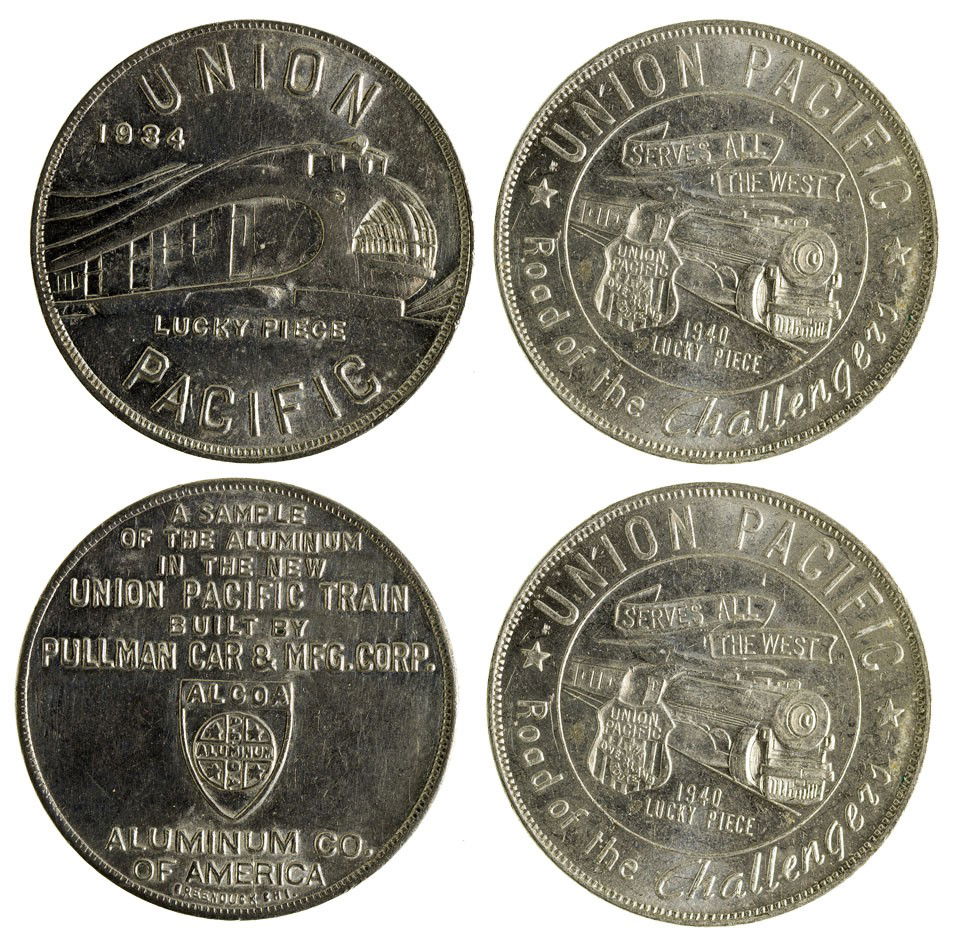 UNION
1934
LUCKY PIECE
PACIFIC
UNION PACIFIC
SERVES ALL
THE WEST
UNION
PACIFIC
1940
LUCKY PIECE
Road of the Challengers
A SAMPLE
OF THE ALUMINUM
IN THE NEW
UNION PACIFIC TRAIN
BUILT BY
PULLMAN CAR & MFG. CORP.
ALCOA
ALUMINUM
ALUMINUM CO.
OF AMERICA
GREENDUCK CHI.
UNION PACIFIC
SERVES ALL
THE WEST
UNION
PACIFIC
1940
LUCKY PIECE
Road of the Challengers